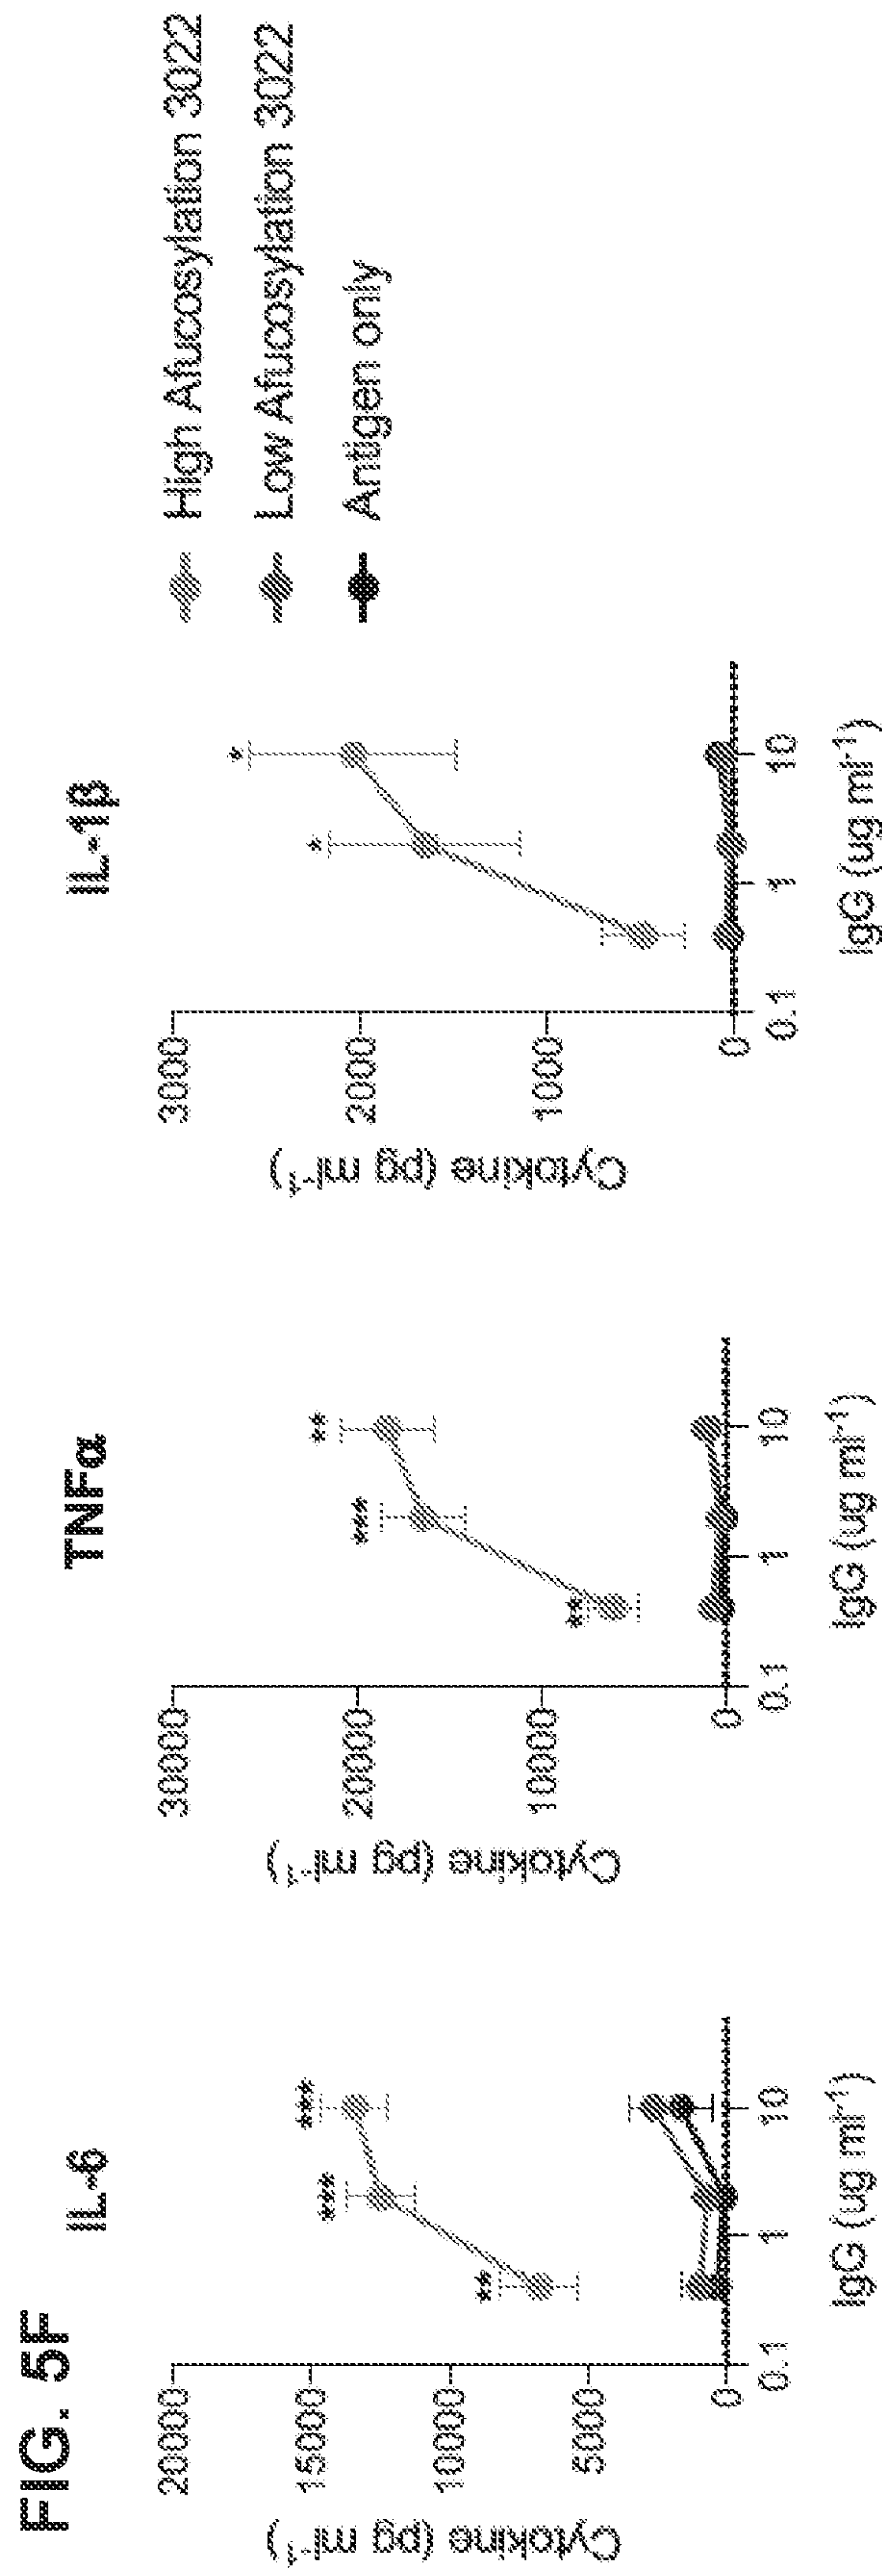 FIG. 5F
IL-6
Cytokine (pg ml-1)
20000
15000
10000
5000
0
0.1
1
10
IgG (ug ml-1)
**
***
***
TNFα
Cytokine (pg ml-1)
30000
20000
10000
0
0.1
1
10
IgG (ug ml-1)
**
***
**
IL-1β
Cytokine (pg ml-1)
3000
2000
1000
0
0.1
1
10
IgG (ug ml-1)
*
*
High Afucosylation 3022
Low Afucosylation 3022
Antigen only